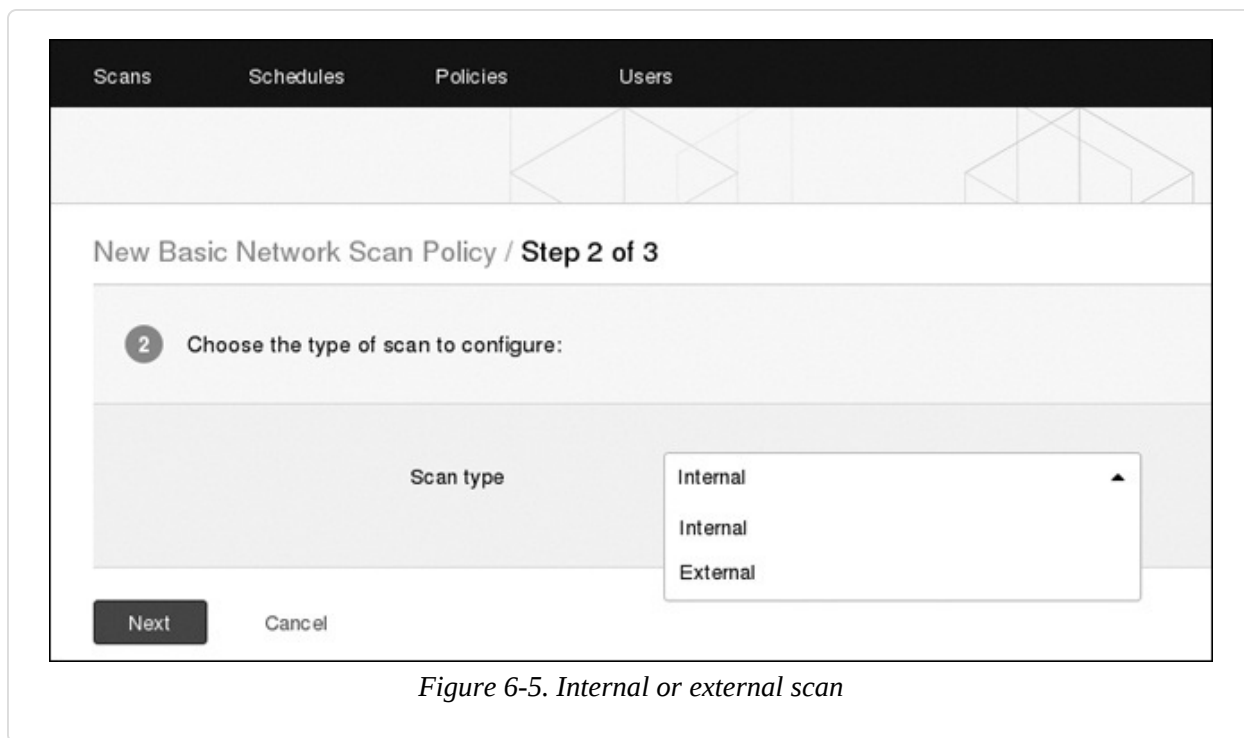 Scans Schedules Policies Users
New Basic Network Scan Policy / Step 2 of 3
2 Choose the type of scan to configure:
Scan type Internal
Internal
External
Next Cancel
Figure 6-5. Internal or external scan